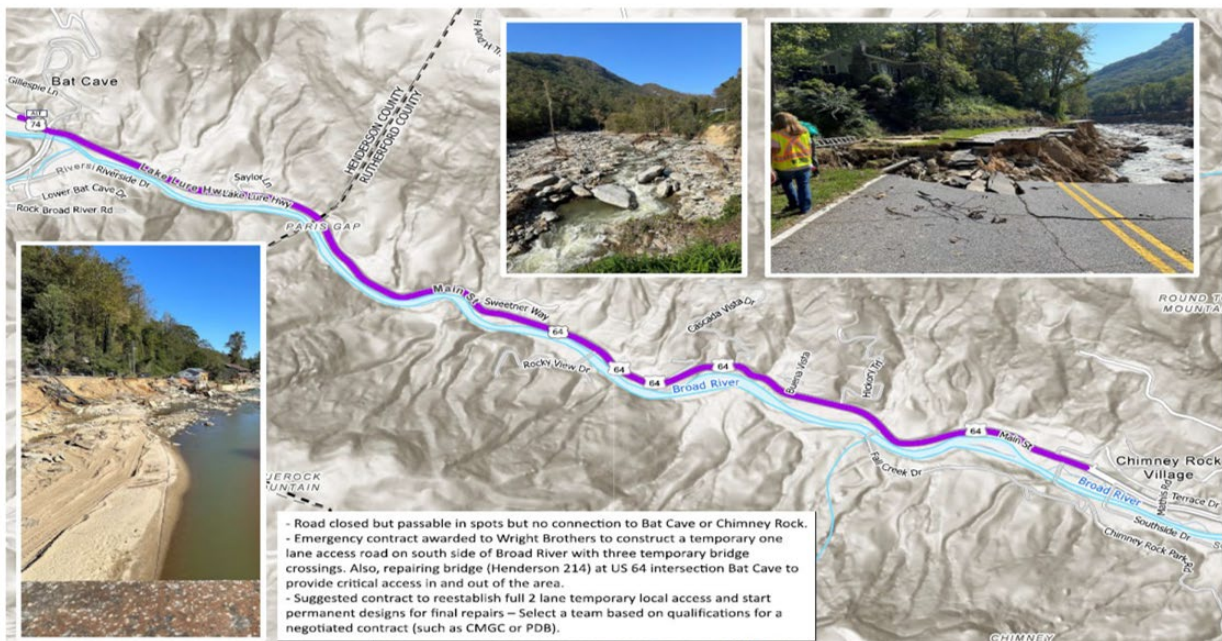 Gillespie Ln
Bat Cave
ALT
74
HENDERSON COUNTY
RUTHERFORD COUNTY
Riversi
Riverside Dr
Lake Lure Hw
Lake Lure Hwy
Saylor Ln
Lower Bat Cave Dr
Rock Broad River Rd
PARIS GAP
Main St
Sweetner Way
64
Rocky View Dr
64
64
Cascada Vista Dr
64
Broad River
Buena Vista
Hickory Trl
ROUND T
MOUNTA
64
Main St
Fall Creek Dr
Chimney Rock
Village
Broad River
Mathis Rd
Terrace Dr
Southside Dr
Chimney Rock Park Rd
UEROCK
OUNTAIN
CHIMNEY
- Road closed but passable in spots but no connection to Bat Cave or Chimney Rock.
- Emergency contract awarded to Wright Brothers to construct a temporary one
lane access road on south side of Broad River with three temporary bridge
crossings. Also, repairing bridge (Henderson 214) at US 64 intersection Bat Cave to
provide critical access in and out of the area.
- Suggested contract to reestablish full 2 lane temporary local access and start
permanent designs for final repairs – Select a team based on qualifications for a
negotiated contract (such as CMGC or PDB).